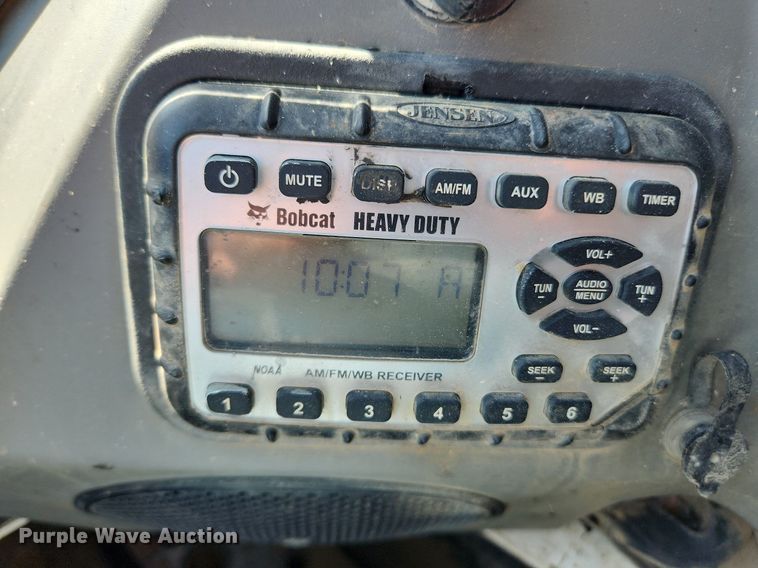 JENSEN
MUTE DISP AM/FM AUX WB TIMER
Bobcat HEAVY DUTY
VOL+
10:07 A
TUN - AUDIO MENU TUN +
VOL-
SEEK - SEEK +
NOAA AM/FM/WB RECEIVER
1 2 3 4 5 6
Purple Wave Auction